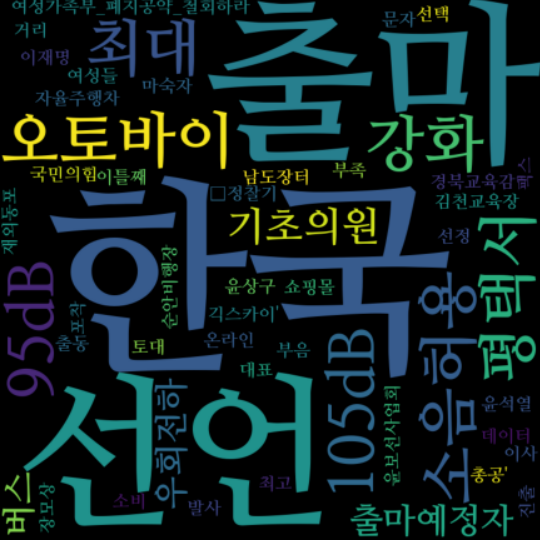 여성가족부_폐지공약_철회하라
문자
선택
거리
최대
출마
이재명
여성들
마숙자
자율주행차
오토바이
강화
국민의힘
이틀째
남도장터
부족
경북교육감
팩스
□정찰기
김천교육장
재외동포
한국
기초의원
선정
평택서
95dB
포착
순안비행장
윤상구
쇼핑몰
긱스카이'
소음허용
출동
토대
온라인
부음
105dB
대표
선언
우회전하
윤보선사업회
윤석열
데이터
이사
버스
장모상
소비
발사
최고
총공'
진출
출마예정자